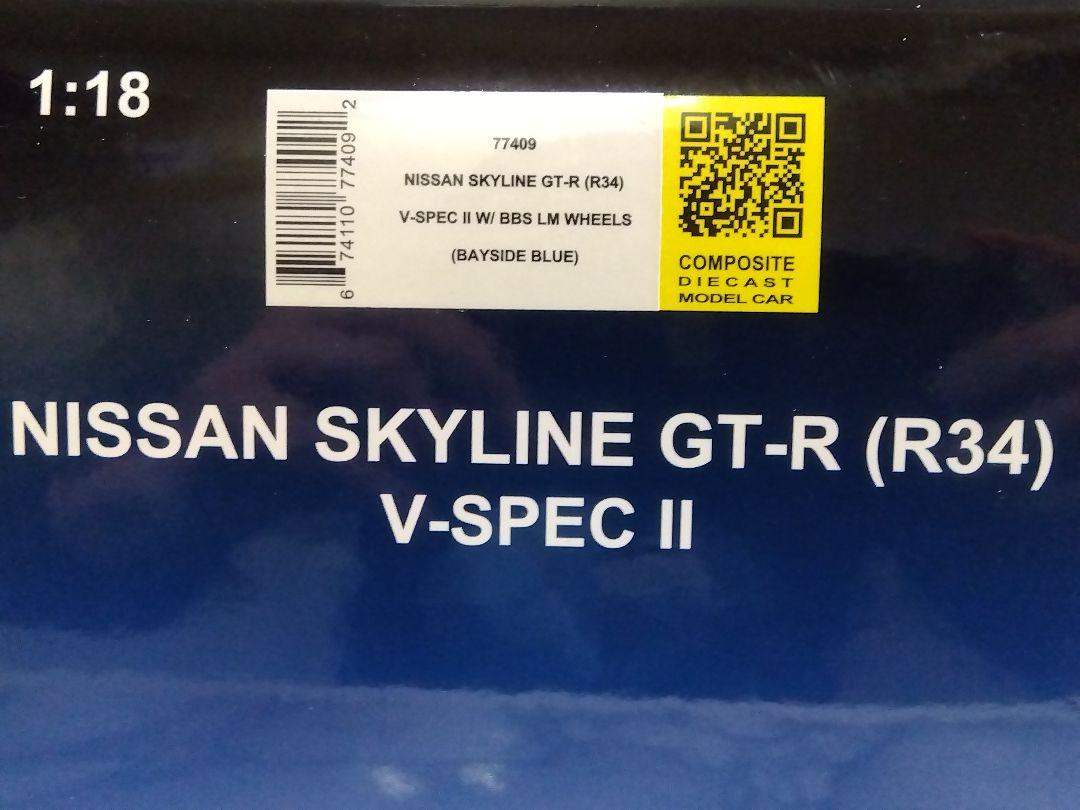 1:18
6 74110 77409 2
77409
NISSAN SKYLINE GT-R (R34)
V-SPEC II W/ BBS LM WHEELS
(BAYSIDE BLUE)
COMPOSITE
DIECAST
MODEL CAR
NISSAN SKYLINE GT-R (R34)
V-SPEC II